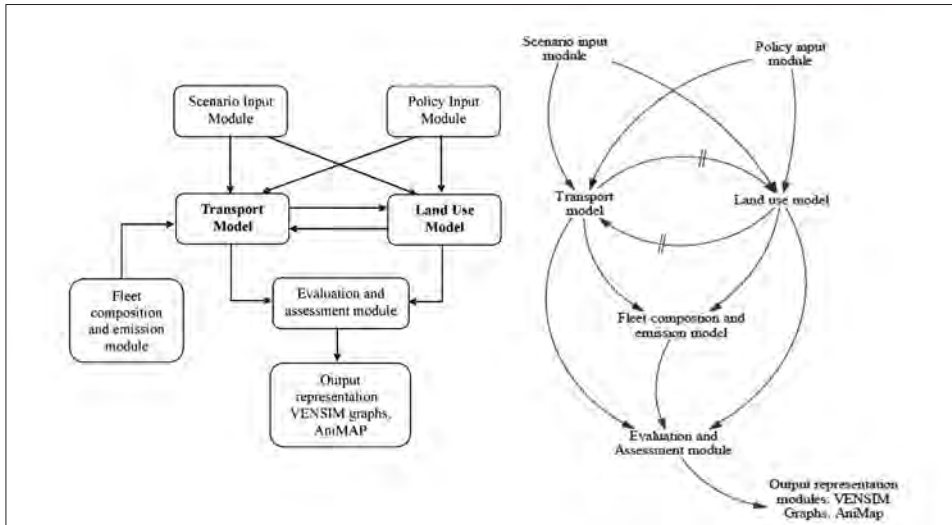 Scenario Input
Module
Policy Input
Module
Transport
Model
Land Use
Model
Fleet
composition
and emission
module
Evaluation and
assessment module
Output
representation
VENSIM graphs,
AniMAP
Scenario input
module
Policy input
module
Transport
model
Land use model
Fleet compostion and
emission model
Evaluation and
Assessment module
Output representation
modules: VENSIM
Graphs, AniMap